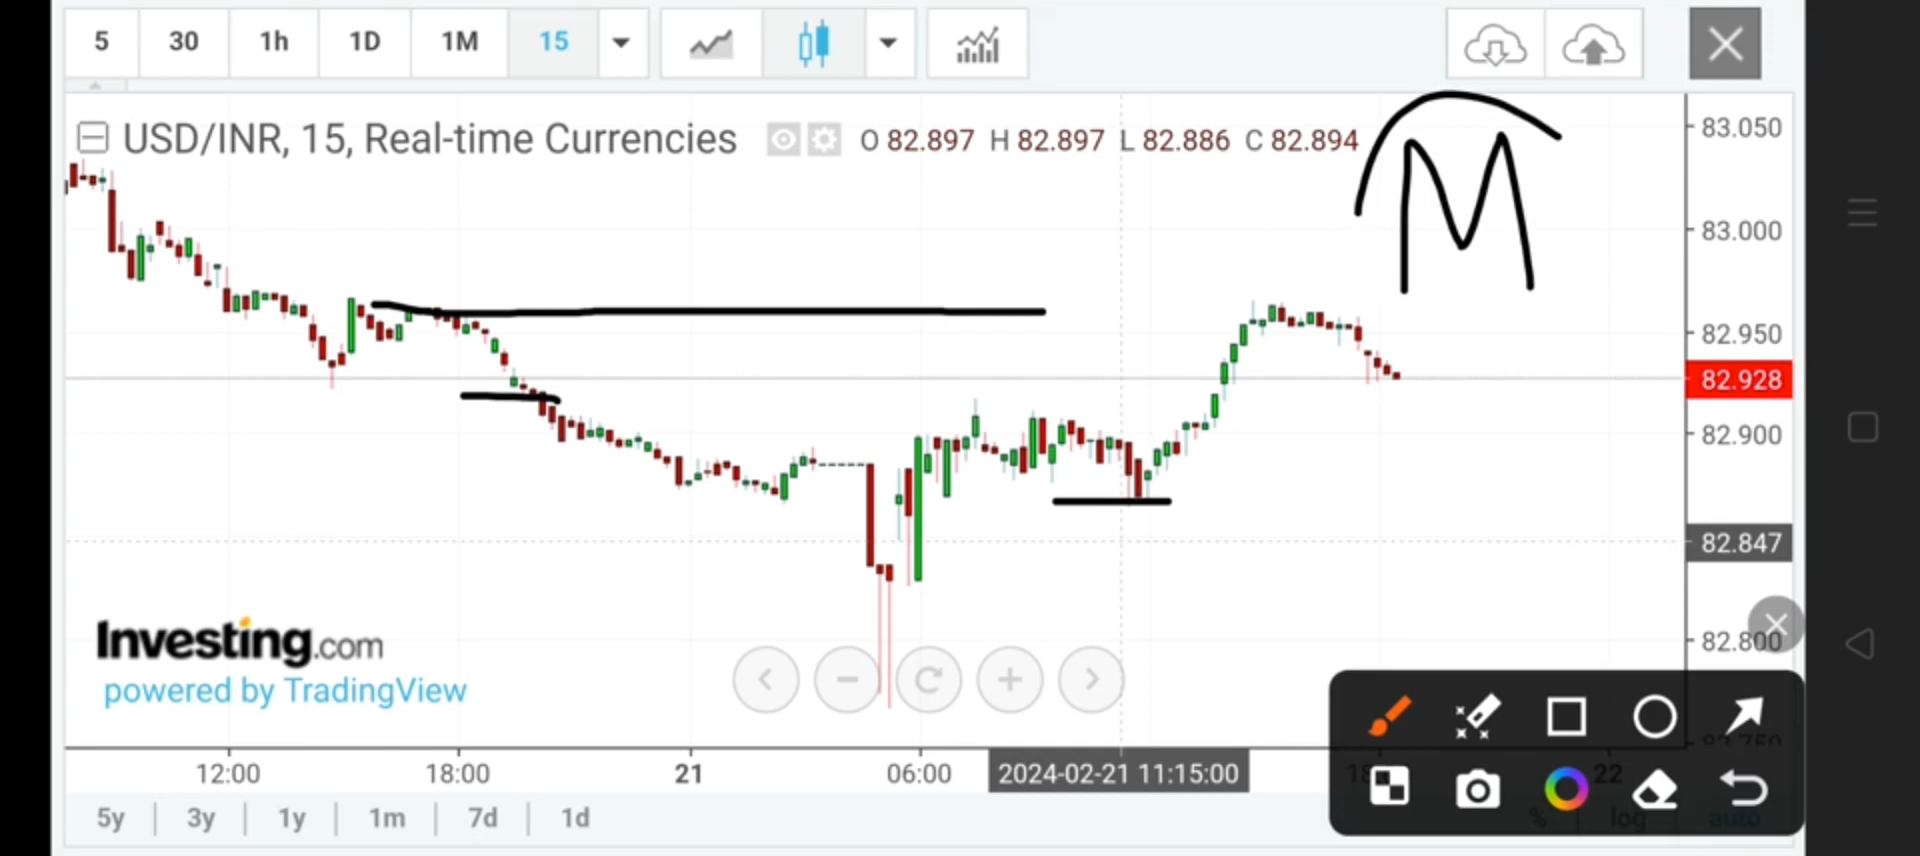 5 30 1h 1D 1M 15
USD/INR, 15, Real-time Currencies O 82.897 H 82.897 L 82.886 C 82.894
M
83.050
83.000
82.950
82.928
82.900
82.847
82.800
Investing.com
powered by TradingView
12:00 18:00 21 06:00 2024-02-21 11:15:00 22
5y 3y 1y 1m 7d 1d % log auto